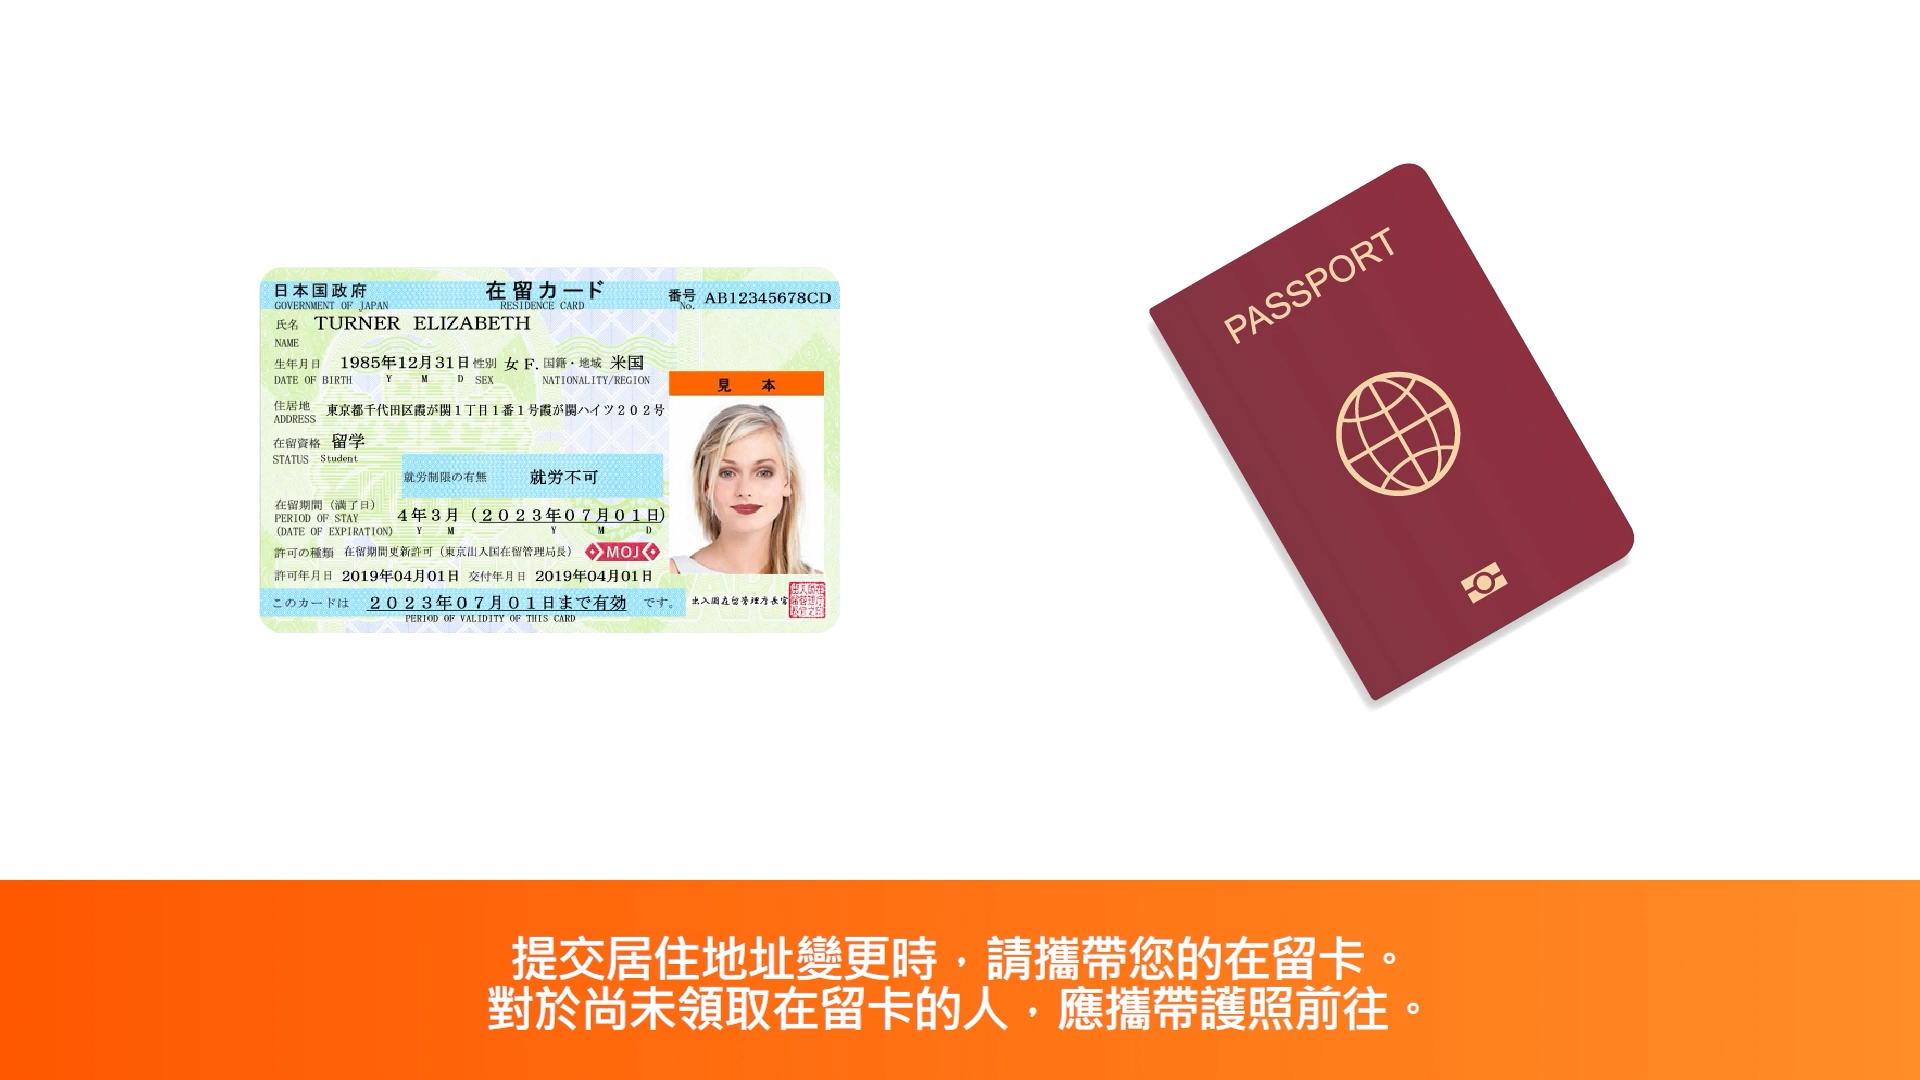 日本国政府
GOVERNMENT OF JAPAN
在留カード
RESIDENCE CARD
番号 AB12345678CD
No.
氏名 TURNER ELIZABETH
NAME
生年月日 1985年12月31日 性別 女 F. 国籍・地域 米国
DATE OF BIRTH Y M D SEX NATIONALITY/REGION
見 本
住居地 東京都千代田区霞が関1丁目1番1号霞が関ハイツ202号
ADDRESS
在留資格 留学
STATUS Student
就労制限の有無 就労不可
在留期間(満了日)
PERIOD OF STAY 4年3月(2023年07月01日)
(DATE OF EXPIRATION) Y M Y M D
許可の種類 在留期間更新許可(東京出入国在留管理局長) MOJ
許可年月日 2019年04月01日 交付年月日 2019年04月01日
このカードは 2023年07月01日まで有効 です。
PERIOD OF VALIDITY OF THIS CARD
出入国在留管理庁長官
PASSPORT
提交居住地址變更時,請攜帶您的在留卡。
對於尚未領取在留卡的人,應攜帶護照前往。